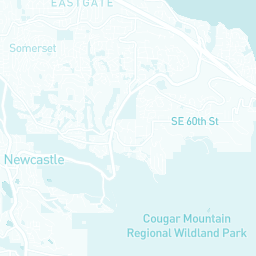 EASTGATE
Somerset
SE 60th St
Newcastle
Cougar Mountain
Regional Wildland Park